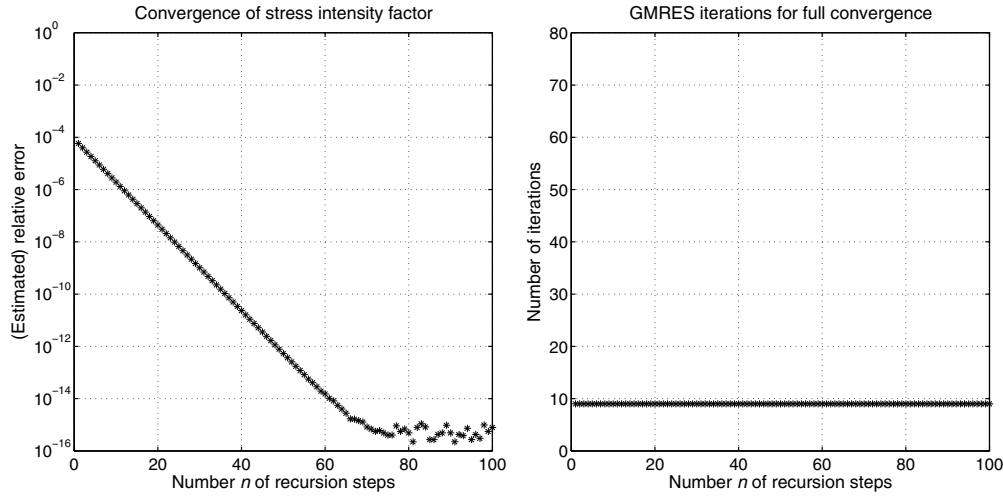 Convergence of stress intensity factor
(Estimated) relative error
10^0
10^-2
10^-4
10^-6
10^-8
10^-10
10^-12
10^-14
10^-16
0 20 40 60 80 100
Number n of recursion steps
GMRES iterations for full convergence
Number of iterations
80
70
60
50
40
30
20
10
0
0 20 40 60 80 100
Number n of recursion steps